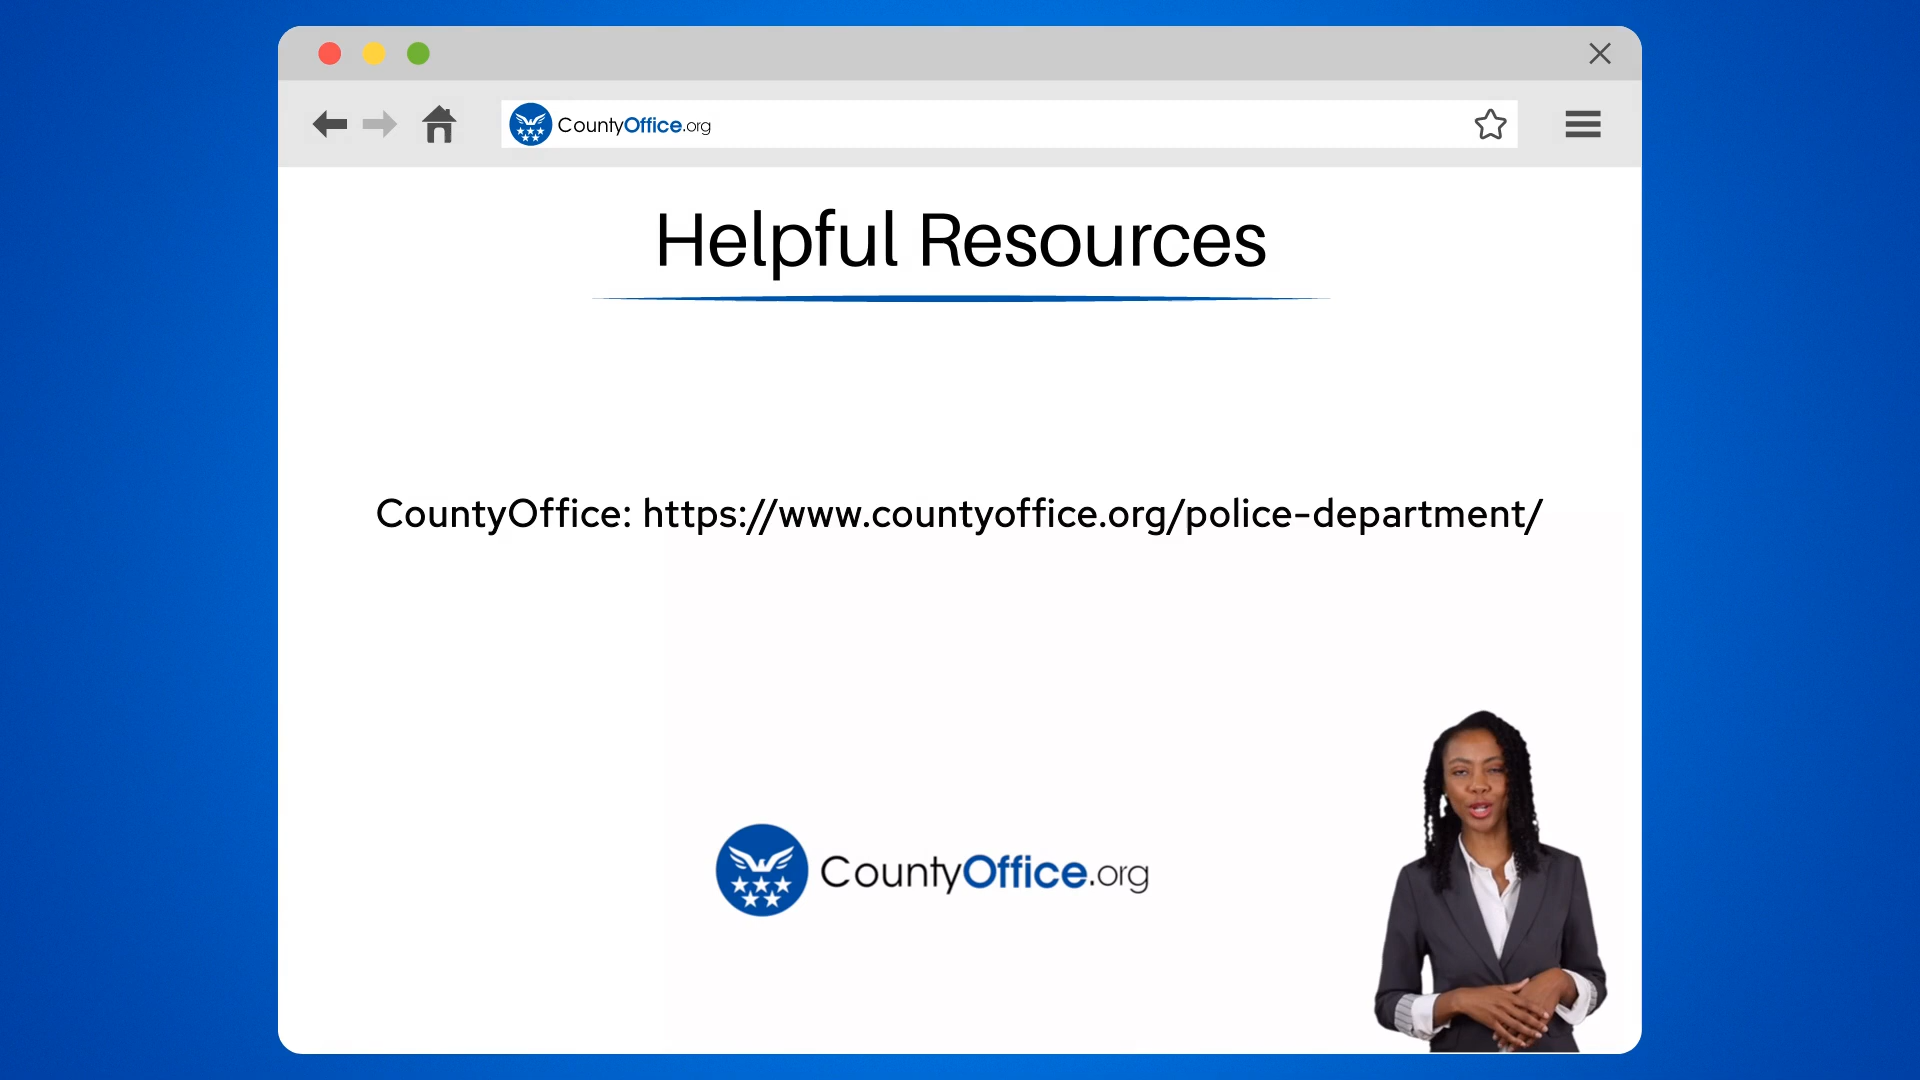 CountyOffice.org
Helpful Resources
CountyOffice: https://www.countyoffice.org/police-department/
CountyOffice.org